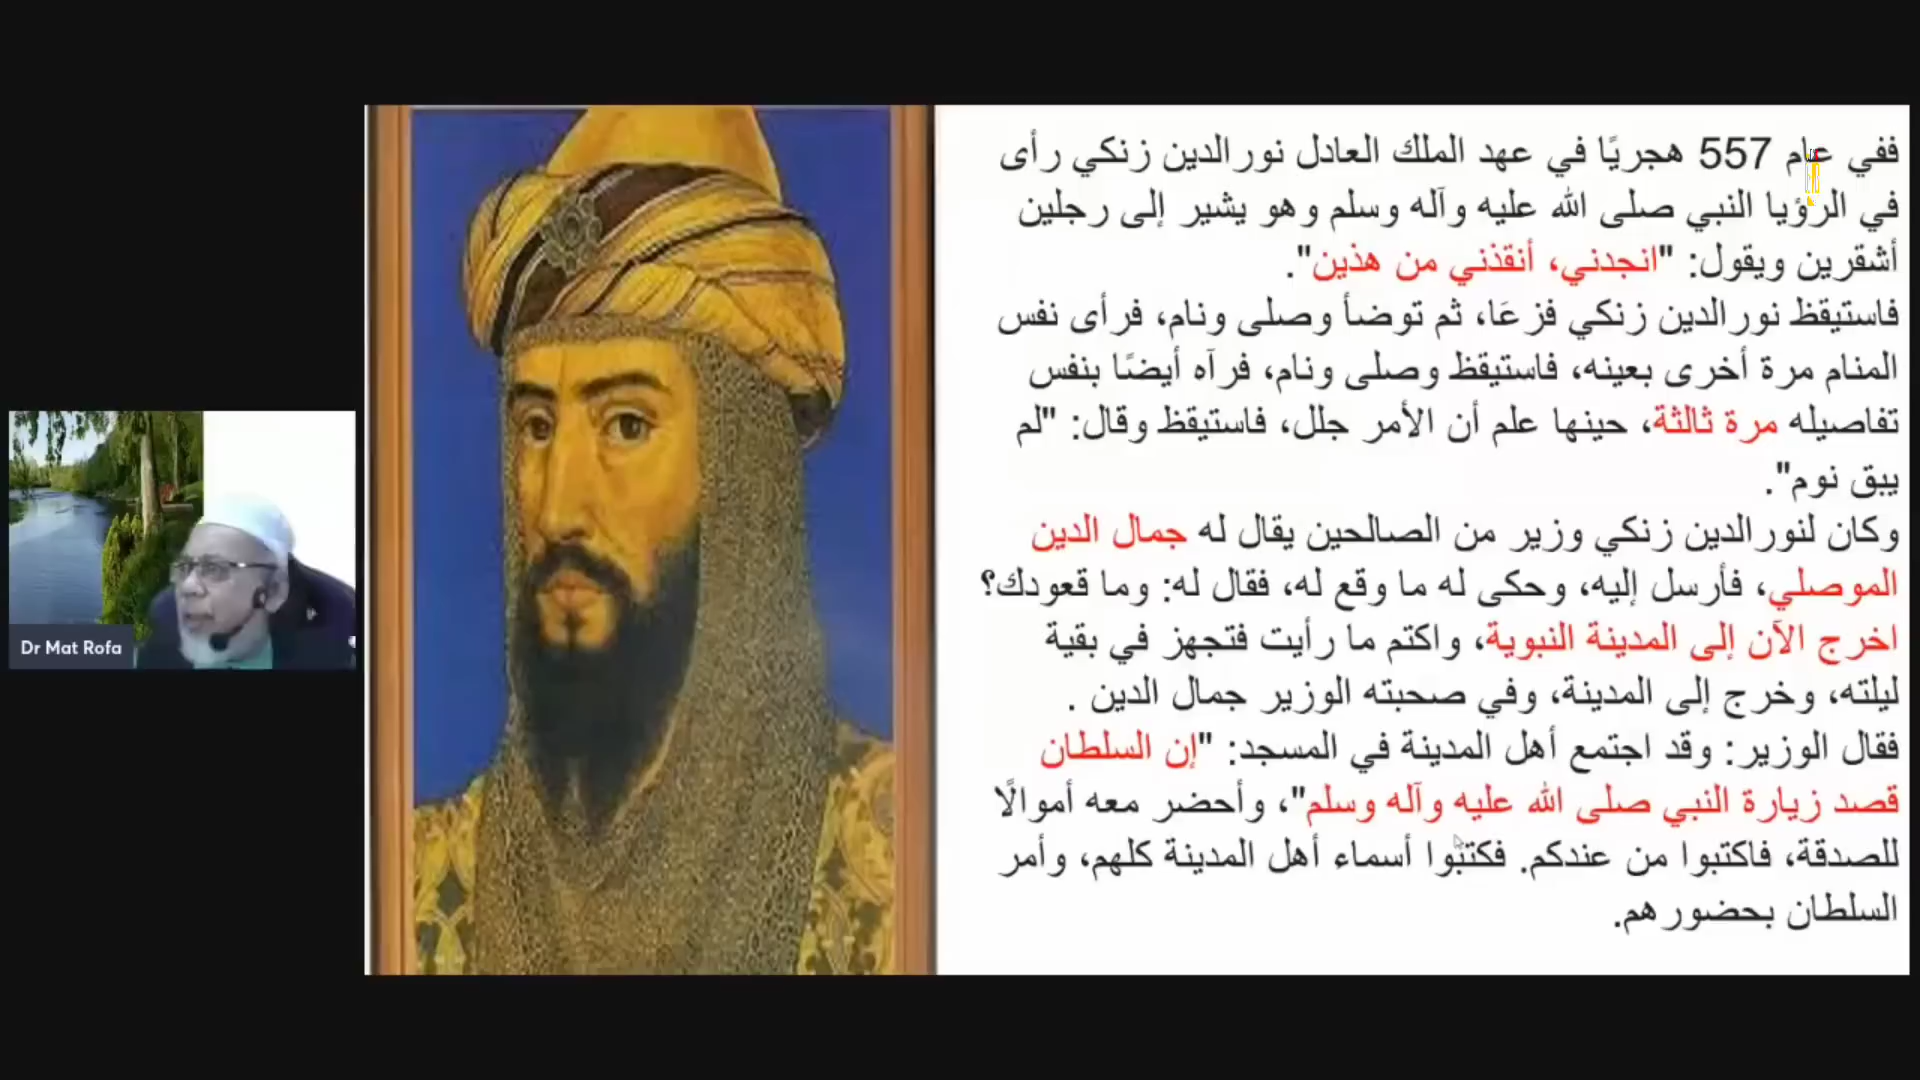 ففي عام 557 هجريًا في عهد الملك العادل نورالدين زنكي رأى
في الرؤيا النبي صلى الله عليه وآله وسلم وهو يشير إلى رجلين
أشقرين ويقول: "انجدني، أنقذني من هذين".
فاستيقظ نورالدين زنكي فزعَا، ثم توضأ وصلى ونام، فرأى نفس
المنام مرة أخرى بعينه، فاستيقظ وصلى ونام، فرآه أيضًا بنفس
تفاصيله مرة ثالثة، حينها علم أن الأمر جلل، فاستيقظ وقال: "لم
يبق نوم".
وكان لنورالدين زنكي وزير من الصالحين يقال له جمال الدين
الموصلي، فأرسل إليه، وحكى له ما وقع له، فقال له: وما قعودك؟
اخرج الآن إلى المدينة النبوية، واكتم ما رأيت فتجهز في بقية
ليلته، وخرج إلى المدينة، وفي صحبته الوزير جمال الدين .
فقال الوزير: وقد اجتمع أهل المدينة في المسجد: "إن السلطان
قصد زيارة النبي صلى الله عليه وآله وسلم"، وأحضر معه أموالًا
للصدقة، فاكتبوا من عندكم. فكتبوا أسماء أهل المدينة كلهم، وأمر
السلطان بحضورهم.
Dr Mat Rofa